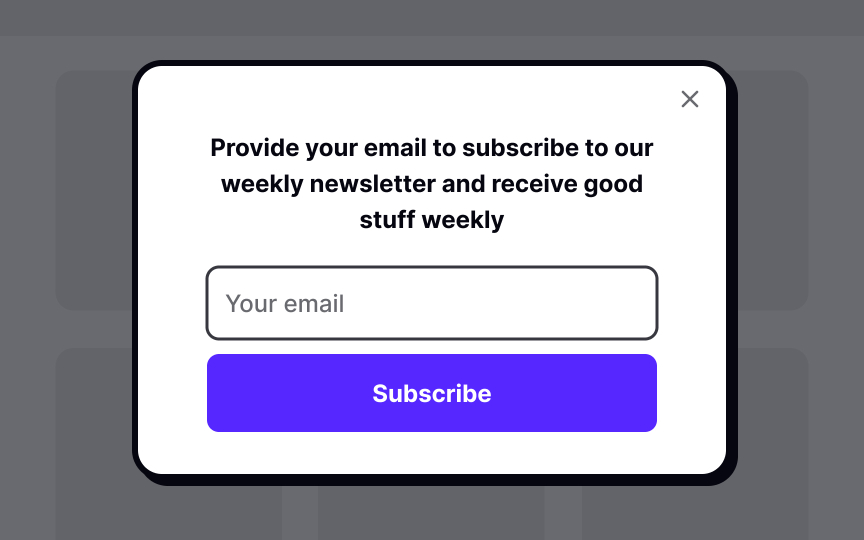 Provide your email to subscribe to our
weekly newsletter and receive good
stuff weekly
Your email
Subscribe